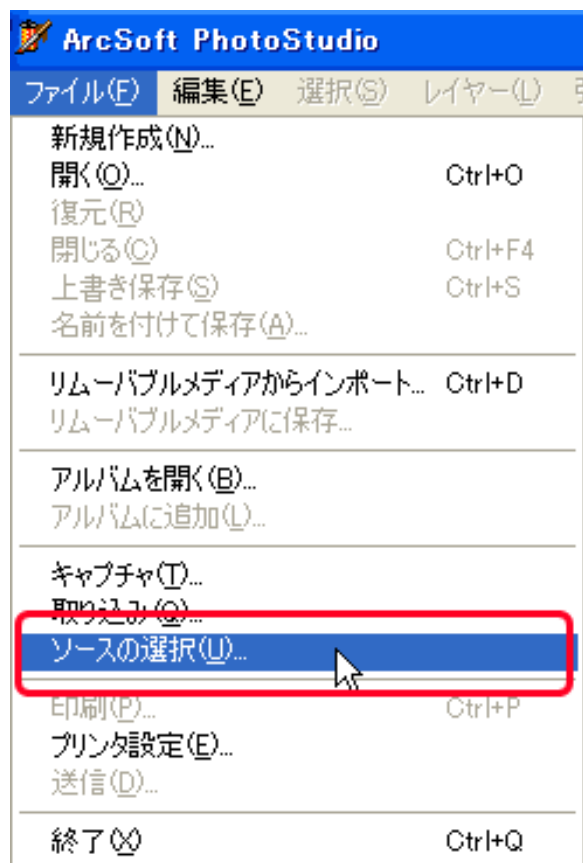 ArcSoft PhotoStudio
ファイル(F) 編集(E) 選択(S) レイヤー(L)
新規作成(N)...
開く(O)... Ctrl+O
復元(R)
閉じる(C) Ctrl+F4
上書き保存(S) Ctrl+S
名前を付けて保存(A)...
リムーバブルメディアからインポート... Ctrl+D
リムーバブルメディアに保存...
アルバムを開く(B)...
アルバムに追加(L)...
キャプチャ(T)...
取り込み(Q)...
ソースの選択(U)...
印刷(P)... Ctrl+P
プリンタ設定(E)...
送信(D)...
終了(X) Ctrl+Q